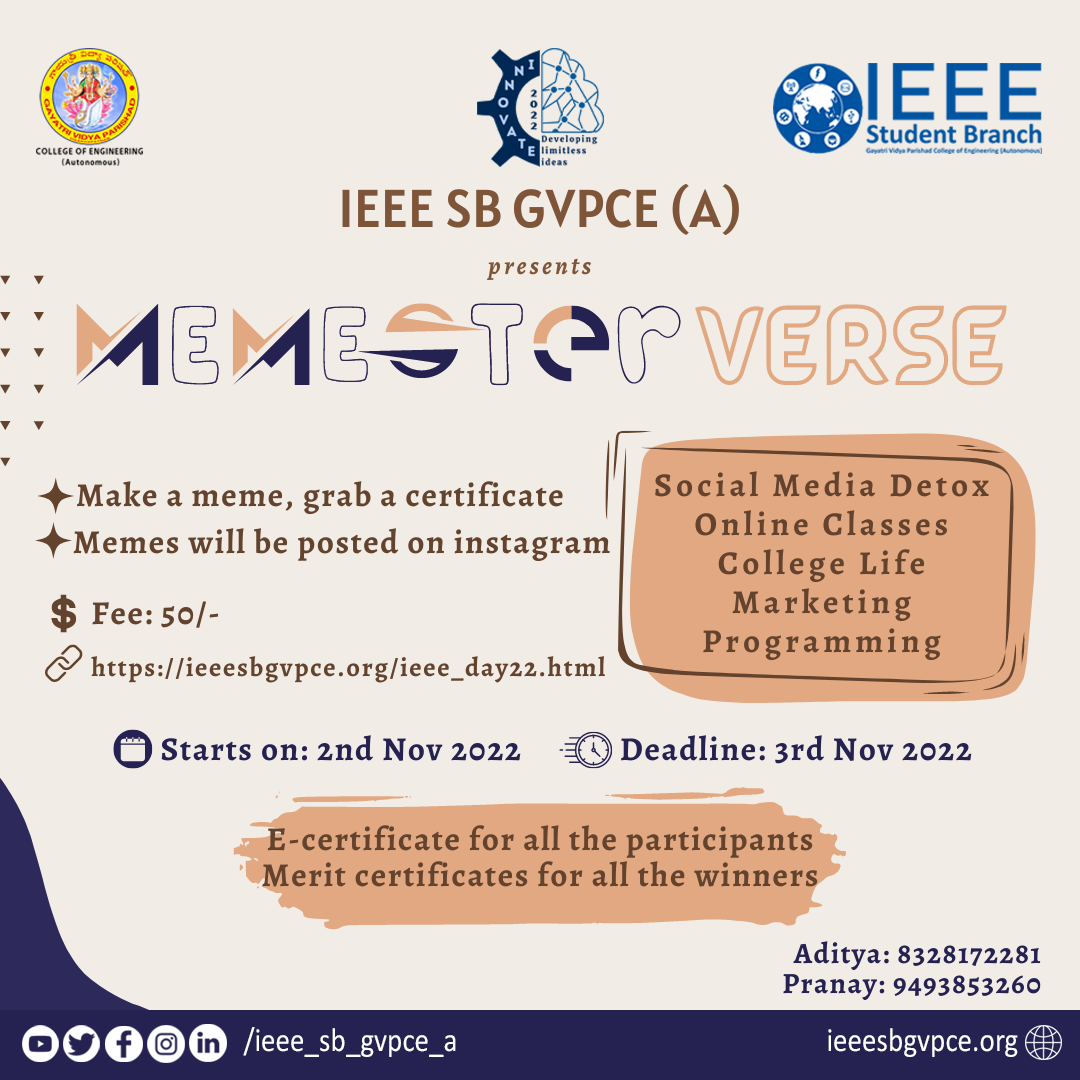 గాయత్రీ విద్యా పరిషత్
GAYATRI VIDYA PARISHAD
COLLEGE OF ENGINEERING
(Autonomous)
INNOVATE
2022
Developing
limitless
ideas
IEEE
Student Branch
Gayatri Vidya Parishad College of Engineering (Autonomous)
IEEE SB GVPCE (A)
presents
MEMESTer VERSE
Make a meme, grab a certificate
Memes will be posted on instagram
$ Fee: 50/-
https://ieeesbgvpce.org/ieee_day22.html
Social Media Detox
Online Classes
College Life
Marketing
Programming
Starts on: 2nd Nov 2022
Deadline: 3rd Nov 2022
E-certificate for all the participants
Merit certificates for all the winners
Aditya: 8328172281
Pranay: 9493853260
/ieee_sb_gvpce_a
ieeesbgvpce.org